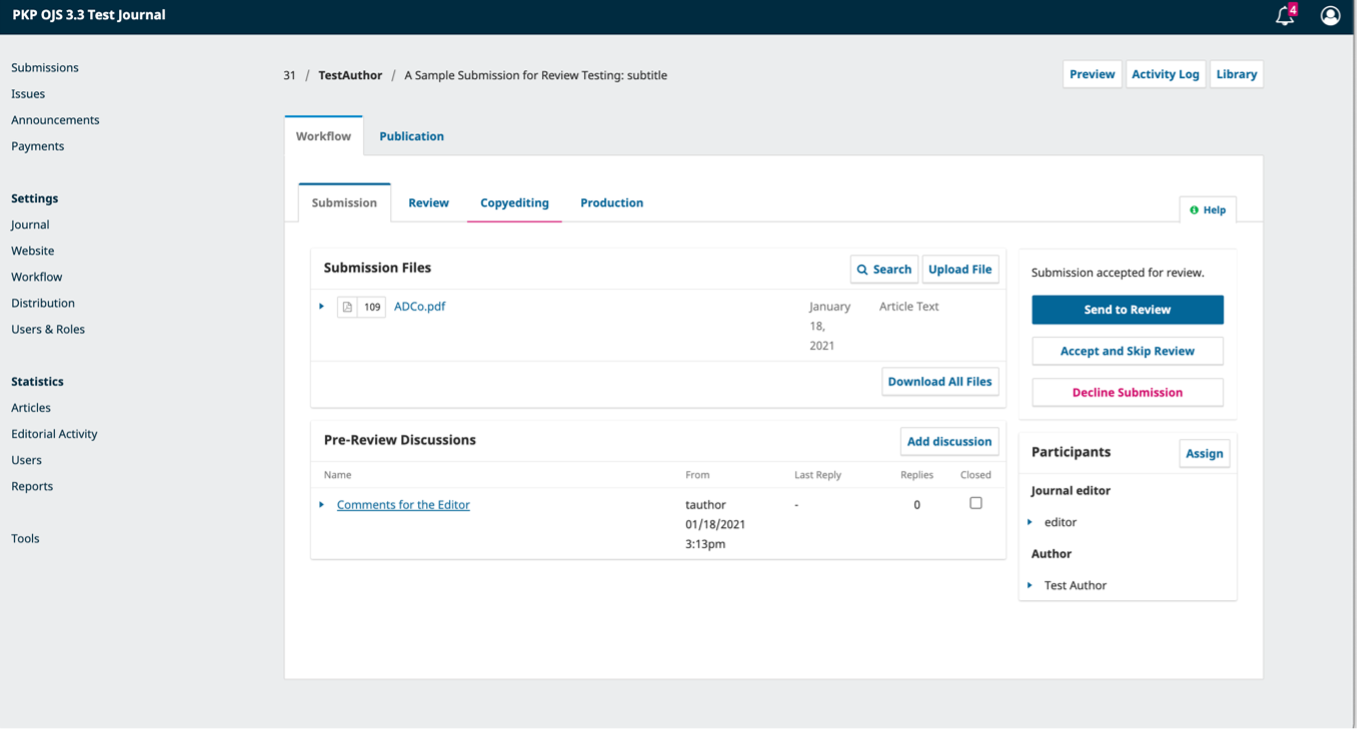 PKP OJS 3.3 Test Journal
4
Submissions
Issues
Announcements
Payments
Settings
Journal
Website
Workflow
Distribution
Users & Roles
Statistics
Articles
Editorial Activity
Users
Reports
Tools
31 / TestAuthor / A Sample Submission for Review Testing: subtitle
Preview
Activity Log
Library
Workflow
Publication
Submission
Review
Copyediting
Production
Help
Submission Files
Search
Upload File
109
ADCo.pdf
January
18,
2021
Article Text
Download All Files
Pre-Review Discussions
Add discussion
Name
From
Last Reply
Replies
Closed
Comments for the Editor
tauthor
01/18/2021
3:13pm
-
0
Submission accepted for review.
Send to Review
Accept and Skip Review
Decline Submission
Participants
Assign
Journal editor
editor
Author
Test Author